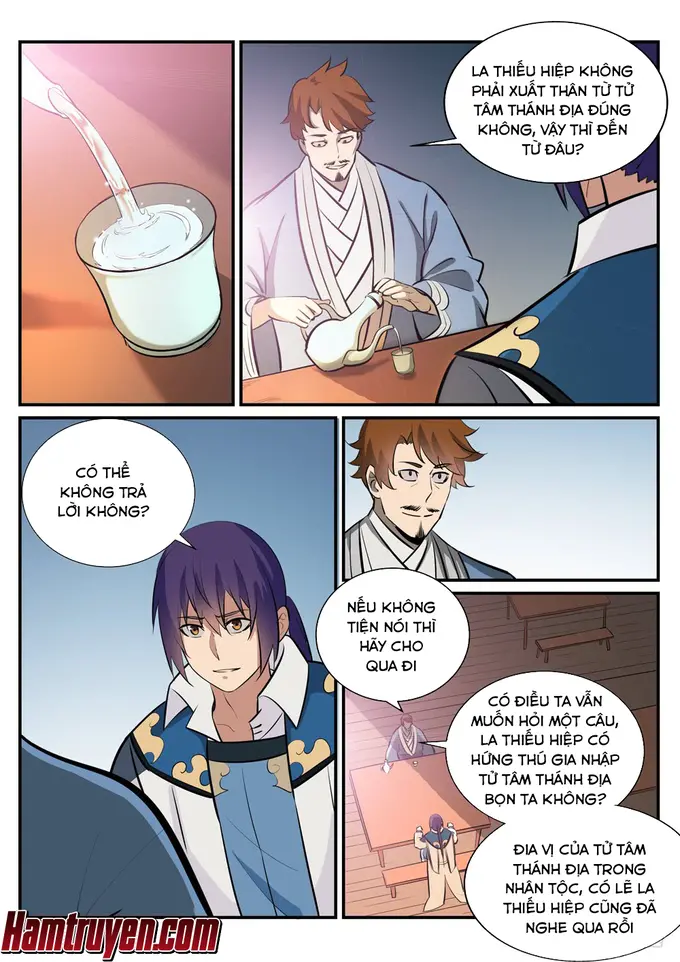 LA THIẾU HIỆP KHÔNG
PHẢI XUẤT THÂN TỪ TỬ
TÂM THÁNH ĐỊA ĐÚNG
KHÔNG, VẬY THÌ ĐẾN
TỪ ĐÂU?
CÓ THỂ
KHÔNG TRẢ
LỜI KHÔNG?
NẾU KHÔNG
TIỆN NÓI THÌ
HÃY CHO
QUA ĐI
CÓ ĐIỀU TA VẪN
MUỐN HỎI MỘT CÂU,
LA THIẾU HIỆP CÓ
HỨNG THÚ GIA NHẬP
TỬ TÂM THÁNH ĐỊA
BỌN TA KHÔNG?
ĐỊA VỊ CỦA TỬ TÂM
THÁNH ĐỊA TRONG
NHÂN TỘC, CÓ LẼ LA
THIẾU HIỆP CŨNG ĐÃ
NGHE QUA RỒI
Hamtruyen.com